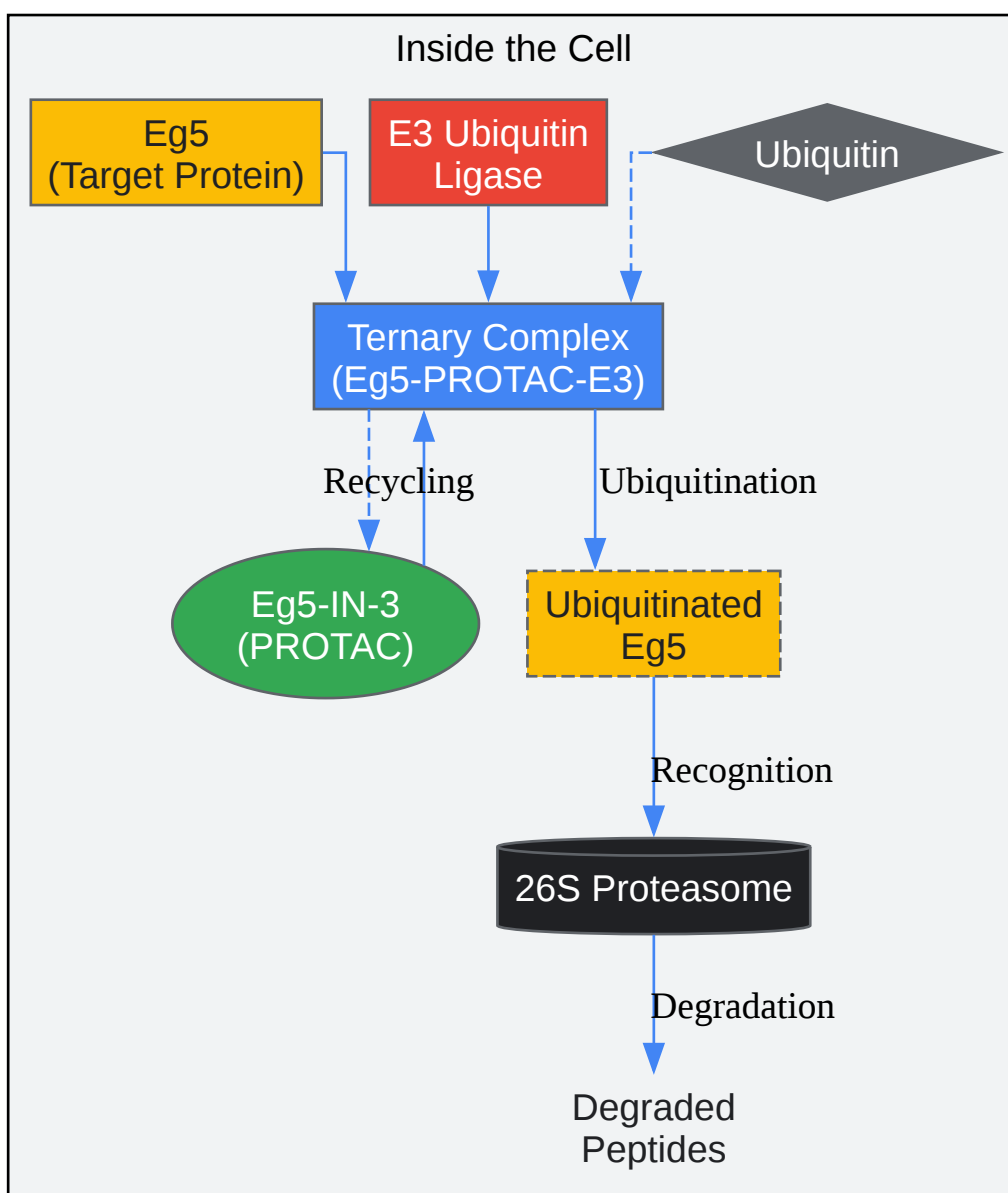 Inside the Cell
Eg5
(Target Protein)
E3 Ubiquitin
Ligase
Ubiquitin
Ternary Complex
(Eg5-PROTAC-E3)
Recycling
Ubiquitination
Eg5-IN-3
(PROTAC)
Ubiquitinated
Eg5
Recognition
26S Proteasome
Degradation
Degraded
Peptides